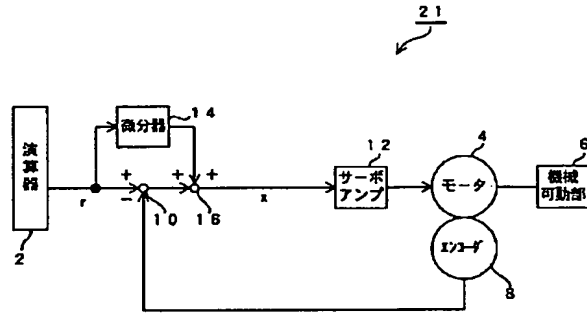 21
演算器
2
微分器
14
r
+
-
10
+
+
+
16
x
サーボ
アンプ
12
モータ
4
機械
可動部
6
エンコーダ
8